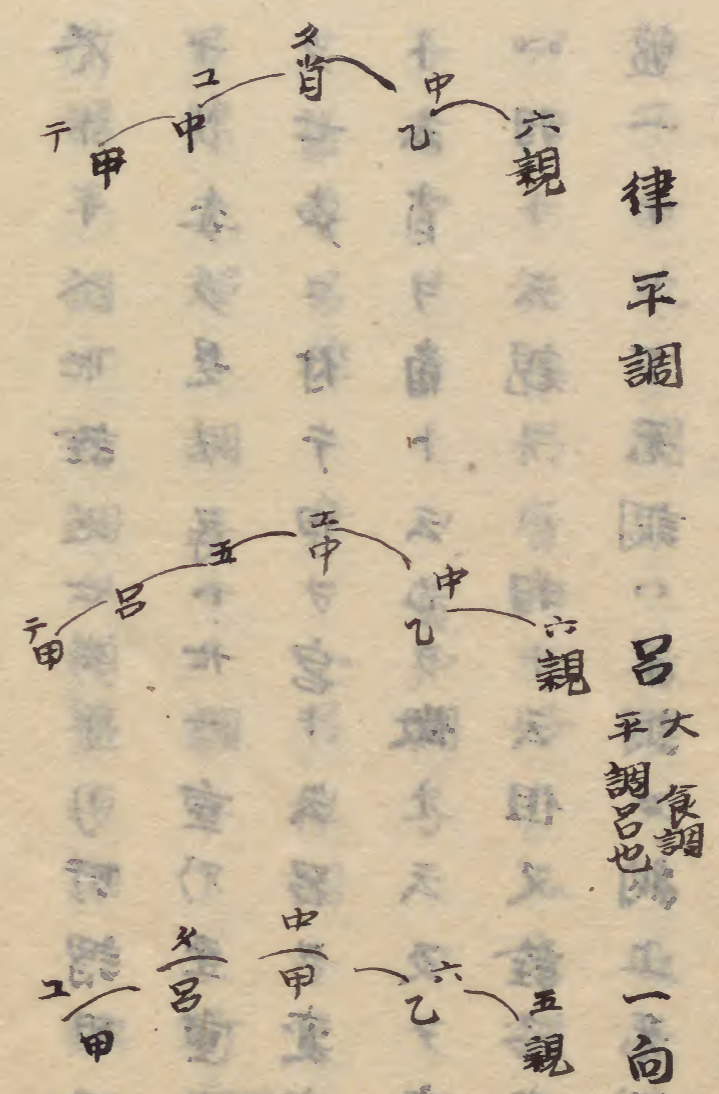 律 平調
六 親
中 乙
夕 肖
ユ 中
テ 甲
呂 大食調
平調呂也
六 親
中 乙
エ 中
五
呂
テ 甲
一向
五 親
六 乙
中 甲
夕 呂
ユ 甲